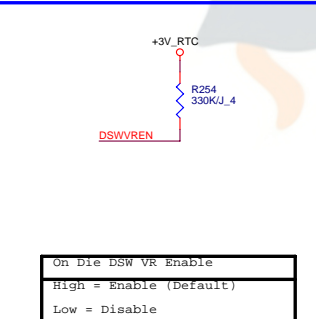 +3V_RTC
R254
330K/J_4
DSWVREN
On Die DSW VR Enable
High = Enable (Default)
Low = Disable